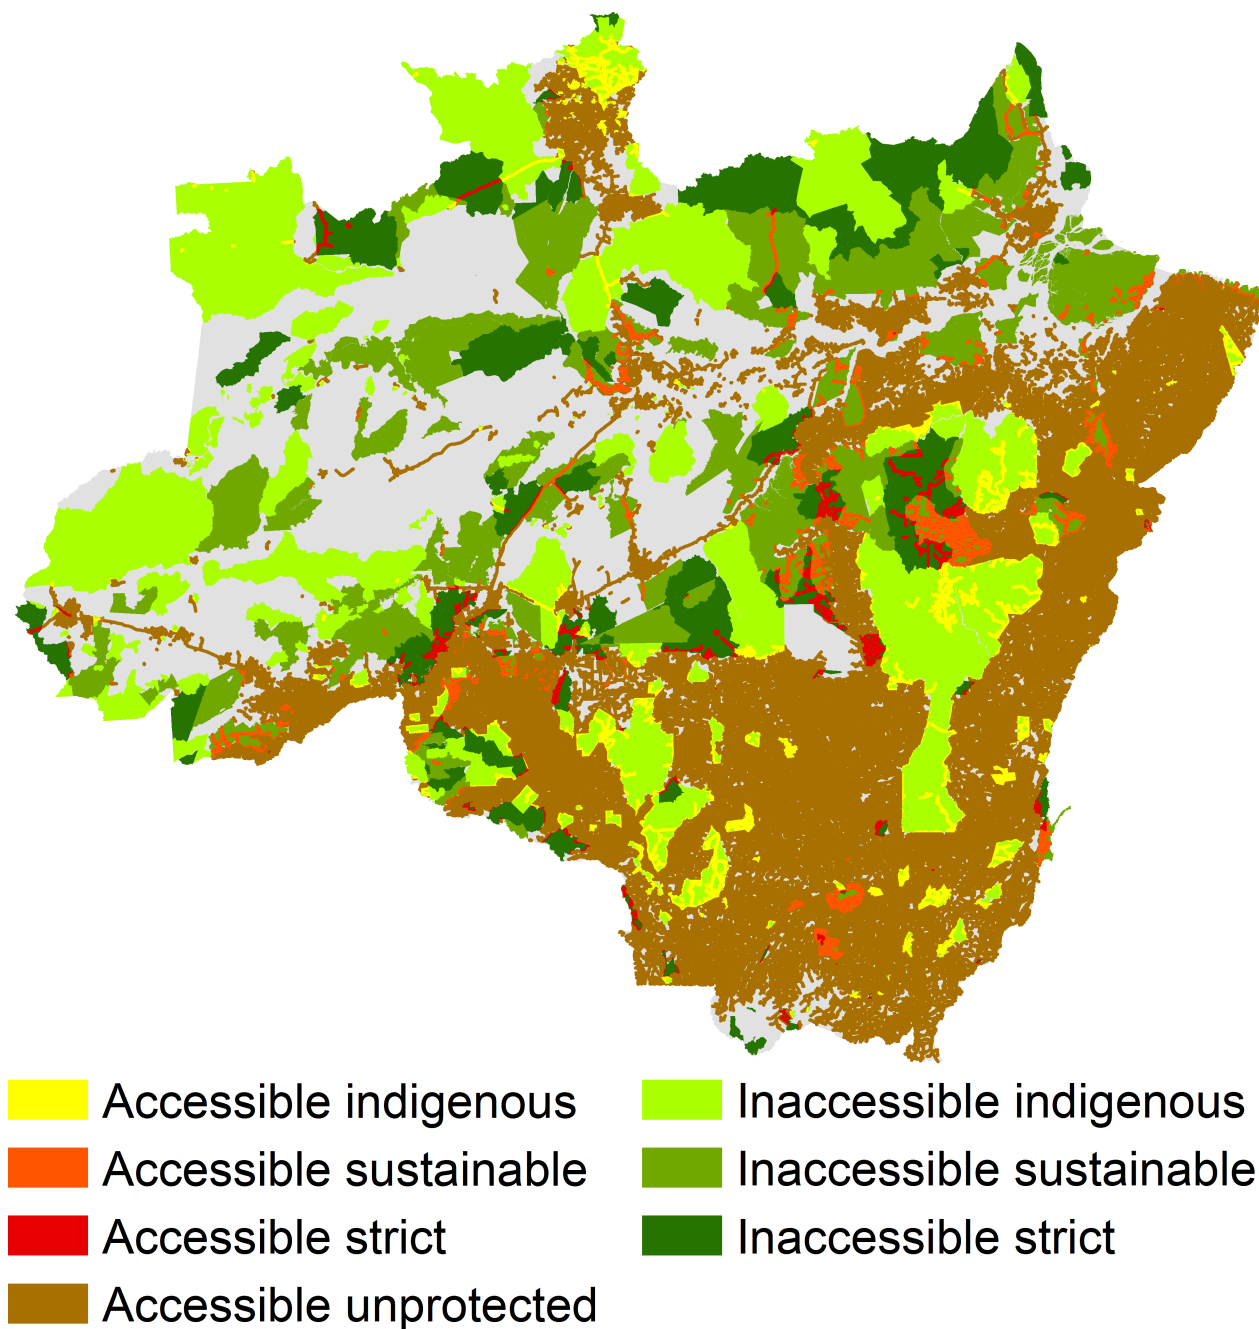 Accessible indigenous
Inaccessible indigenous
Accessible sustainable
Inaccessible sustainable
Accessible strict
Inaccessible strict
Accessible unprotected